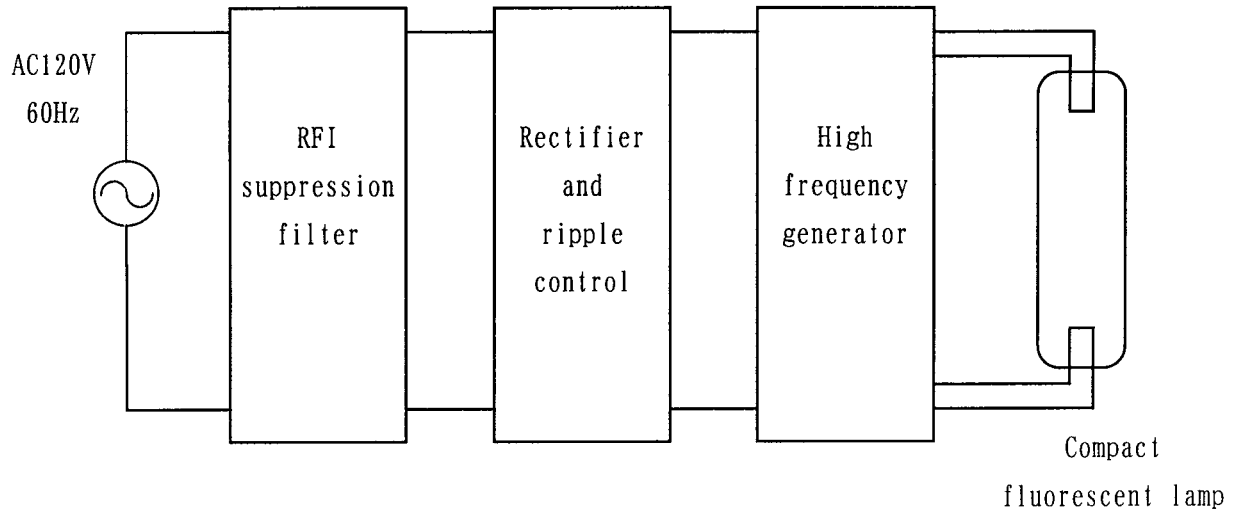 AC120V
60Hz
RFI
suppression
filter
Rectifier
and
ripple
control
High
frequency
generator
Compact
fluorescent lamp